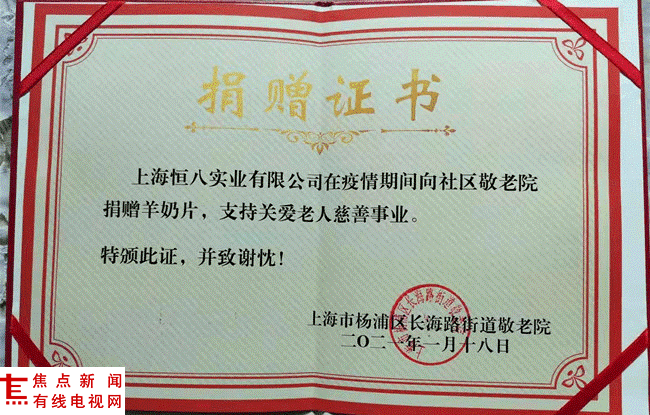 捐赠证书
上海恒八实业有限公司在疫情期间向社区敬老院
捐赠羊奶片，支持关爱老人慈善事业。
特颁此证，并致谢忱！
上海市杨浦区长海路街道敬老院
二〇二一年一月十八日
焦点新闻
有线电视网